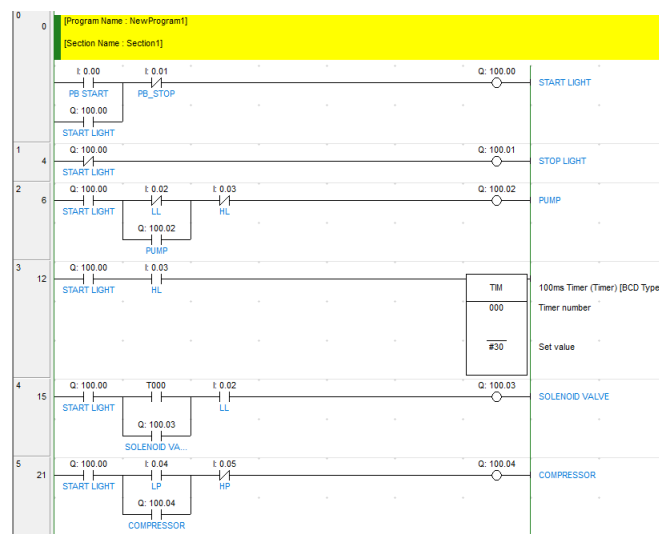 0
0
[Program Name : NewProgram1]
[Section Name : Section1]
I: 0.00 I: 0.01 Q: 100.00
START LIGHT
PB START PB_STOP
Q: 100.00
START LIGHT
1
4
Q: 100.00 Q: 100.01
STOP LIGHT
START LIGHT
2
6
Q: 100.00 I: 0.02 I: 0.03 Q: 100.02
PUMP
START LIGHT LL HL
Q: 100.02
PUMP
3
12
Q: 100.00 I: 0.03
START LIGHT HL
TIM 100ms Timer (Timer) [BCD Type
000 Timer number
#30 Set value
4
15
Q: 100.00 T000 I: 0.02 Q: 100.03
SOLENOID VALVE
START LIGHT LL
Q: 100.03
SOLENOID VA...
5
21
Q: 100.00 I: 0.04 I: 0.05 Q: 100.04
COMPRESSOR
START LIGHT LP HP
Q: 100.04
COMPRESSOR